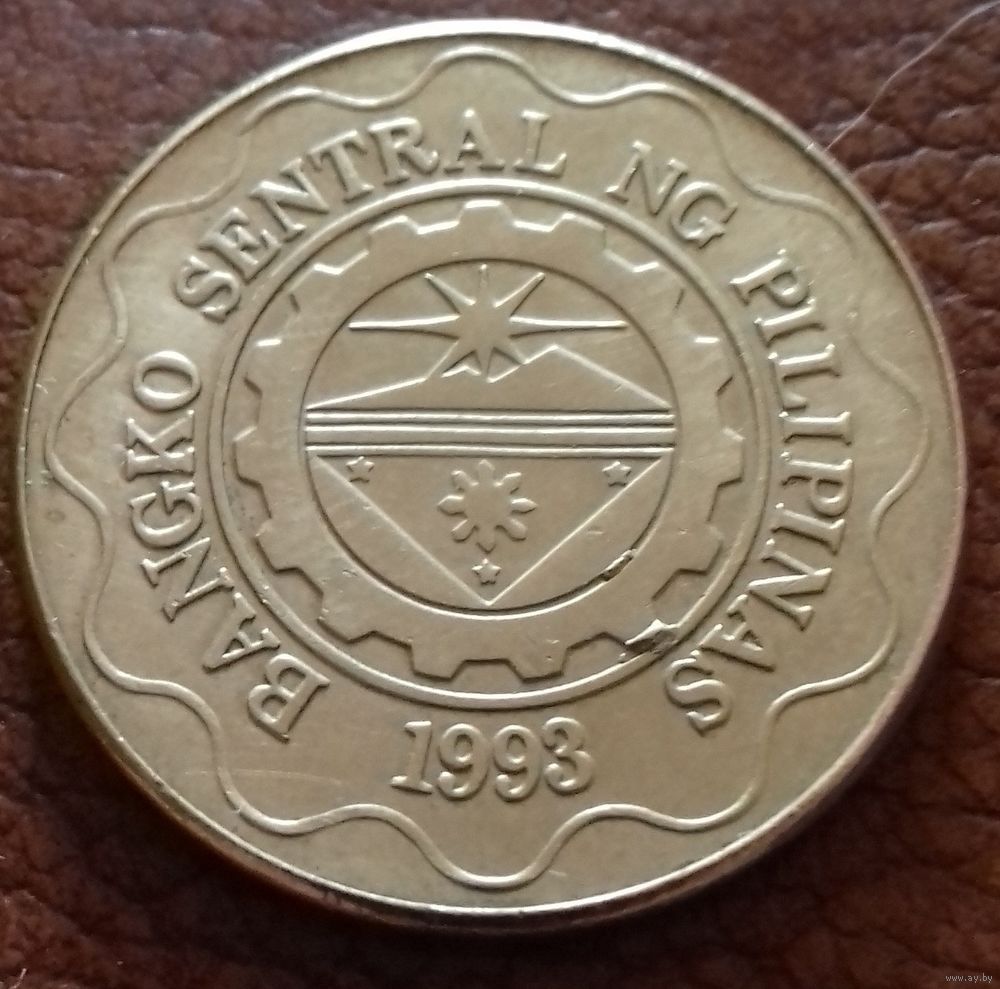 BANGKO SENTRAL NG PILIPINAS
1993
www.ay.by